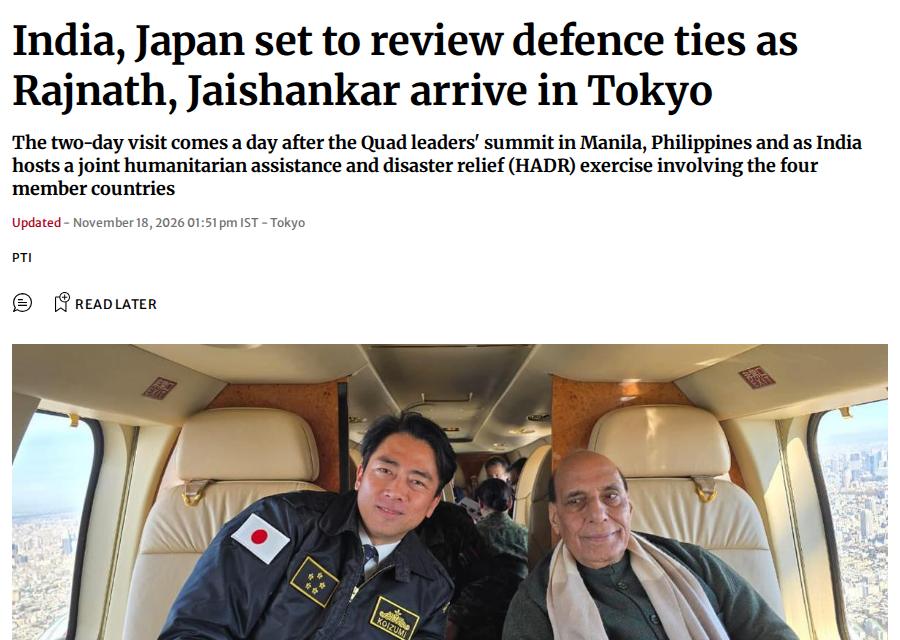 India, Japan set to review defence ties as
Rajnath, Jaishankar arrive in Tokyo
The two-day visit comes a day after the Quad leaders' summit in Manila, Philippines and as India
hosts a joint humanitarian assistance and disaster relief (HADR) exercise involving the four
member countries
Updated - November 18, 2026 01:51 pm IST - Tokyo
PTI
READ LATER
KOIZUMI